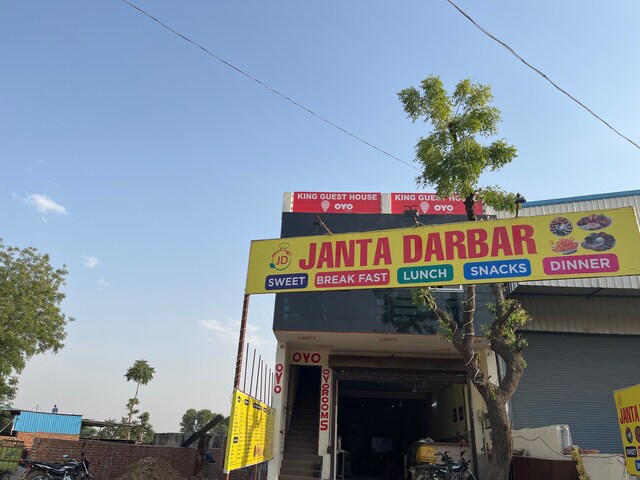 KING GUEST HOUSE
OYO
KING GUEST HO
OYO
JD
JANTA DARBAR
SWEET
BREAK FAST
LUNCH
SNACKS
DINNER
OYO
OYO
OYO ROOMS
JANTA